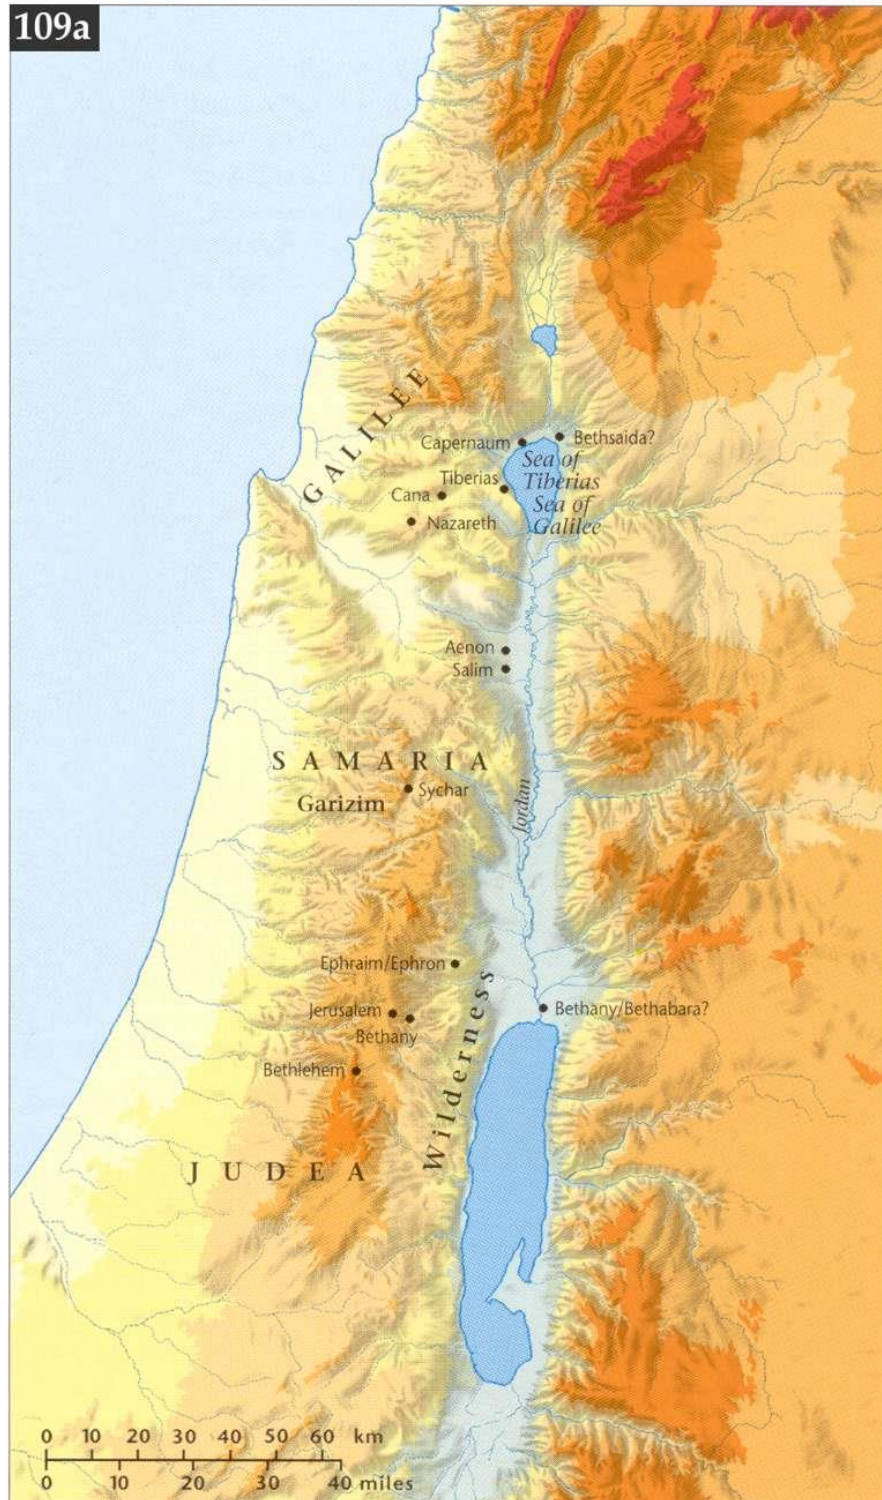 109a
GALILEE
Capernaum
Bethsaida?
Sea of
Tiberias
Sea of
Galilee
Tiberias
Cana
Nazareth
Aenon
Salim
SAMARIA
Sychar
Garizim
Jordan
Ephraim/Ephron
Wilderness
Jerusalem
Bethany
Bethany/Bethabara?
Bethlehem
JUDEA
0 10 20 30 40 50 60 km
0 10 20 30 40 miles